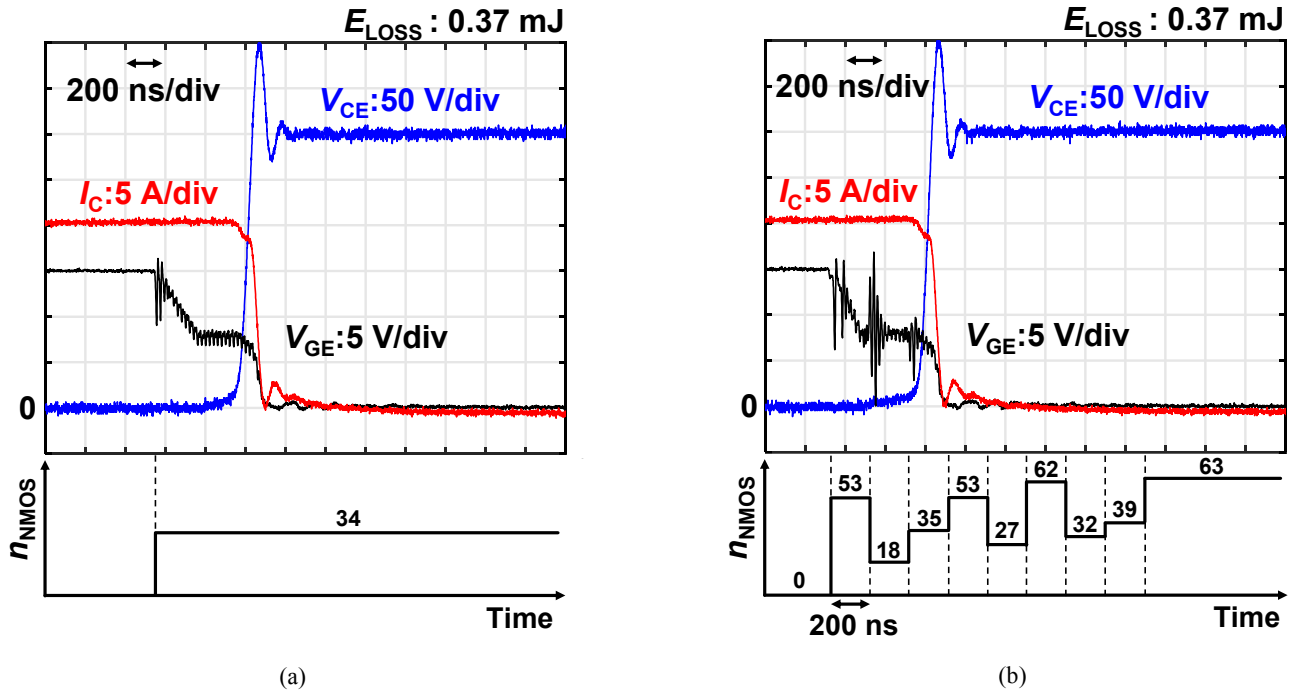 E_LOSS : 0.37 mJ
200 ns/div
V_CE:50 V/div
I_C:5 A/div
V_GE:5 V/div
0
n_NMOS
34
Time
(a)
E_LOSS : 0.37 mJ
200 ns/div
V_CE:50 V/div
I_C:5 A/div
V_GE:5 V/div
0
n_NMOS
0
53
18
35
53
27
62
32
39
63
200 ns
Time
(b)